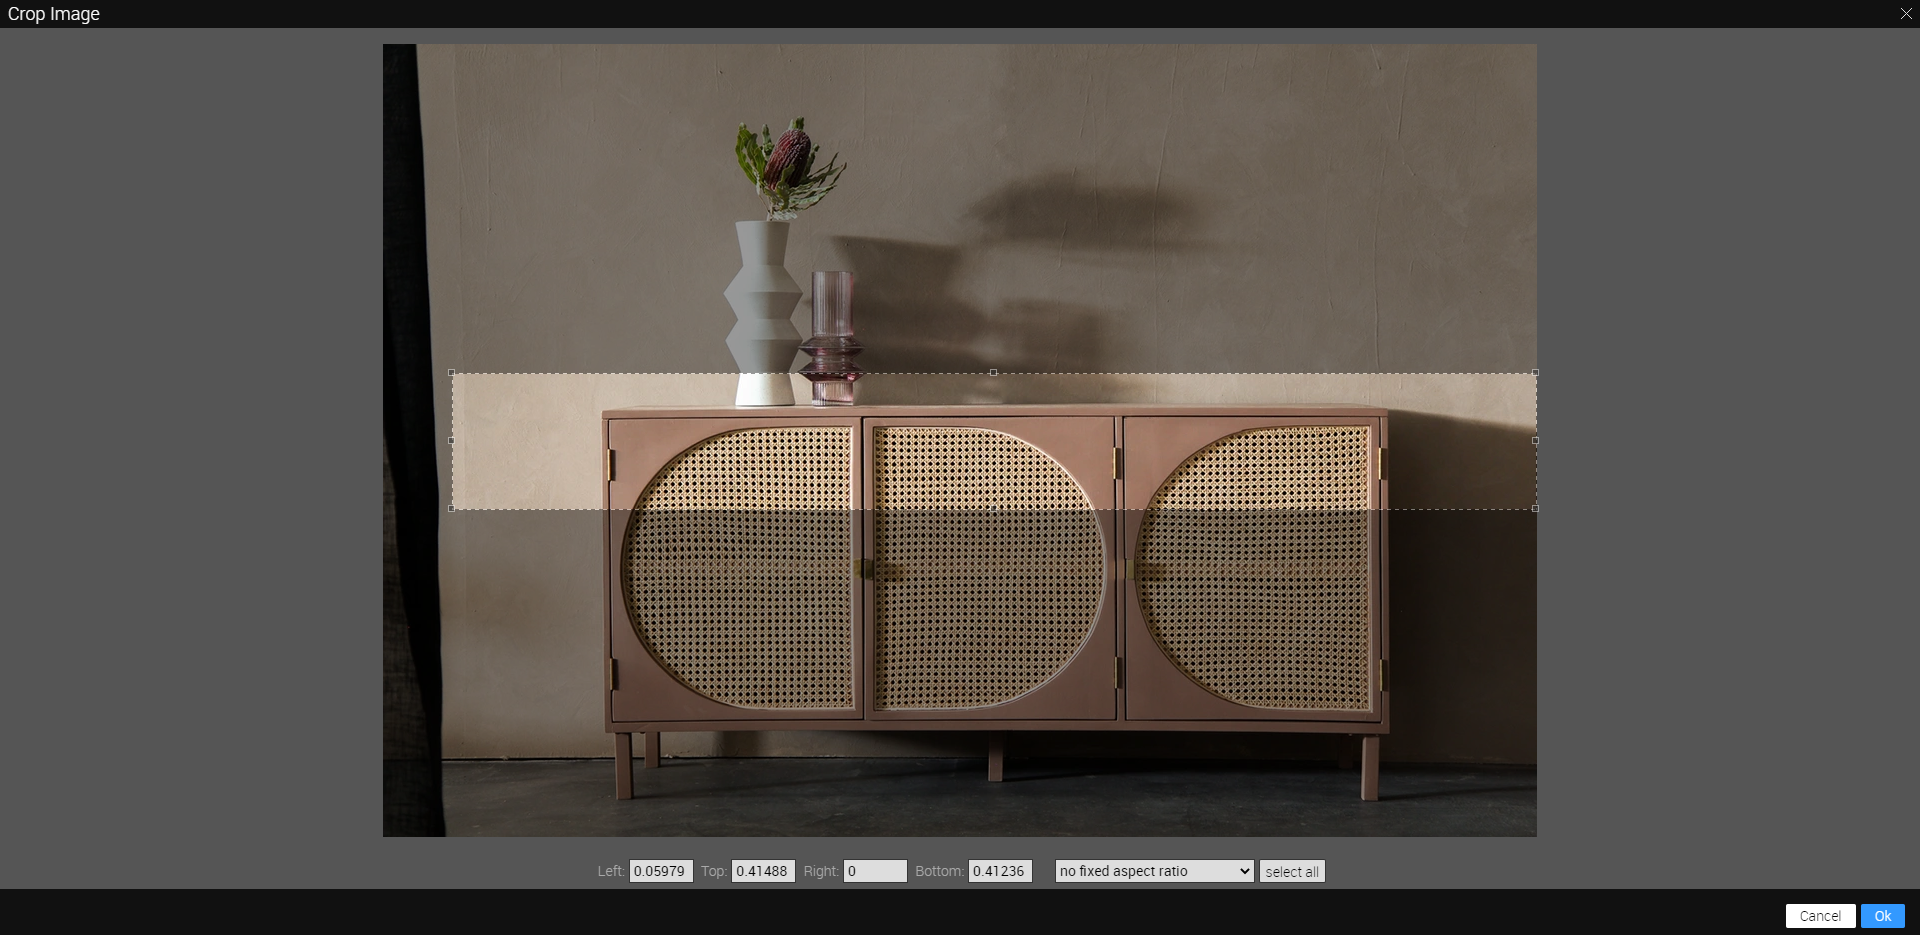 Crop Image
Left: 0.05979 Top: 0.41488 Right: 0 Bottom: 0.41236 no fixed aspect ratio select all
Cancel Ok